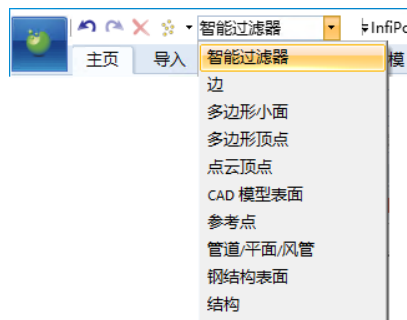 智能过滤器 InfiPo
主页 导入 模
智能过滤器
边
多边形小面
多边形顶点
点云顶点
CAD 模型表面
参考点
管道/平面/风管
钢结构表面
结构